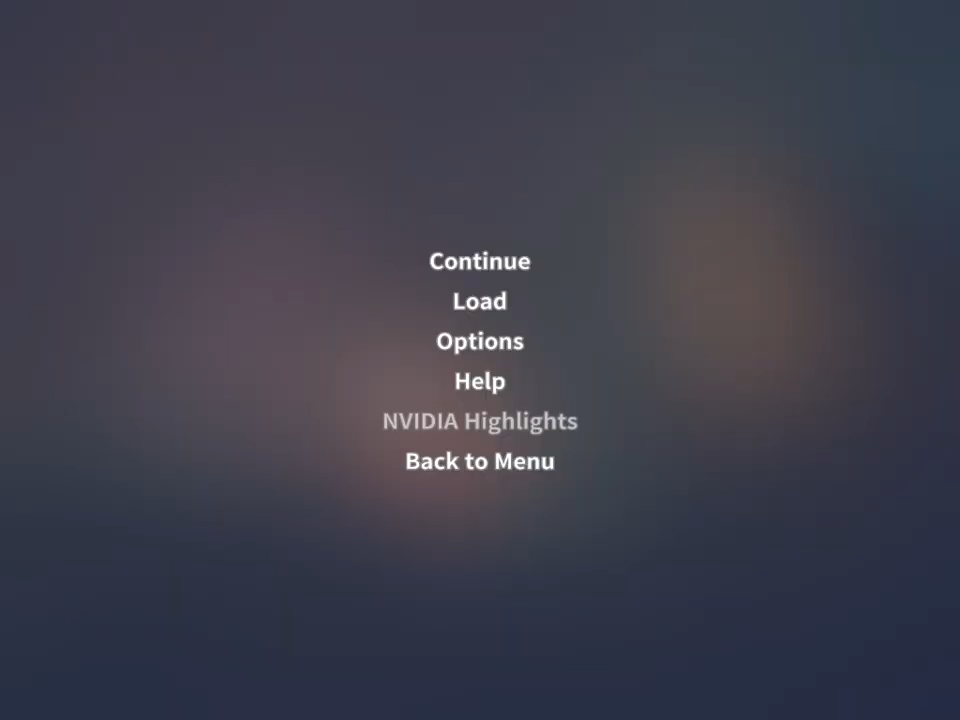 Continue
Load
Options
Help
NVIDIA Highlights
Back to Menu